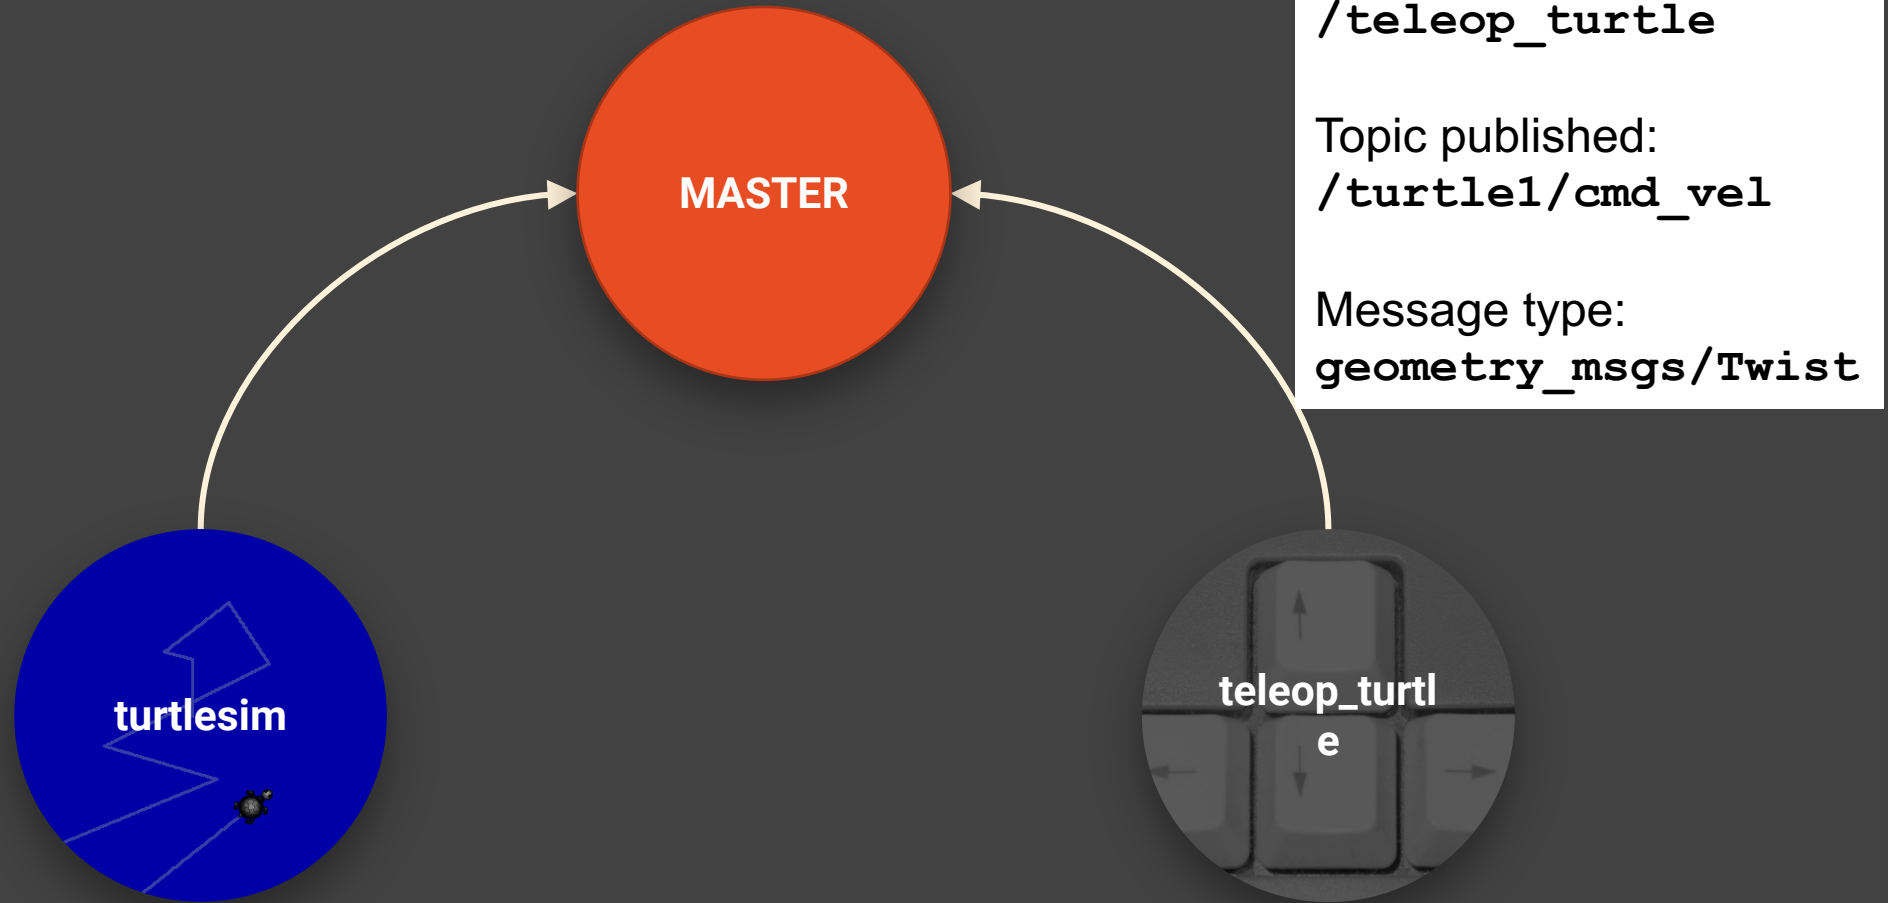 /teleop_turtle
Topic published:
/turtle1/cmd_vel
Message type:
geometry_msgs/Twist
MASTER
turtlesim
teleop_turtl
e